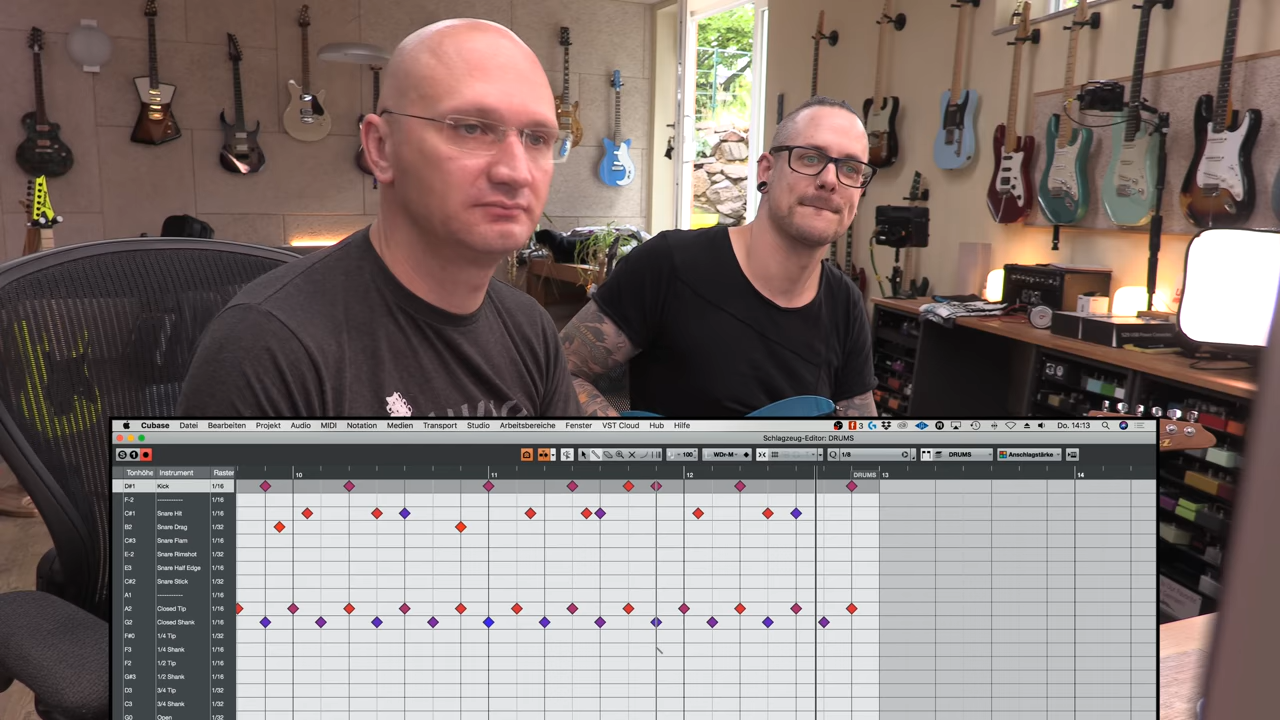 Cubase Datei Bearbeiten Projekt Audio MIDI Notation Medien Transport Studio Arbeitsbereiche Fenster VST Cloud Hub Hilfe 3 Do. 14:13
Schlagzeug-Editor: DRUMS
S 100 WDr-M Q 1/8 DRUMS Anschlagstärke
Tonhöhe Instrument Raster 10 11 12 DRUMS 13 14
D#1 Kick 1/16
F-2 ----------- 1/16
C#1 Snare Hit 1/16
B2 Snare Drag 1/32
C#3 Snare Flam 1/16
E-2 Snare Rimshot 1/32
E3 Snare Half Edge 1/16
C#2 Snare Stick 1/32
A1 ----------- 1/16
A2 Closed Tip 1/16
G2 Closed Shank 1/16
F#0 1/4 Tip 1/32
F3 1/4 Shank 1/16
F2 1/2 Tip 1/16
G#3 1/2 Shank 1/16
D3 3/4 Tip 1/32
C3 3/4 Shank 1/16
G0 Open 1/32